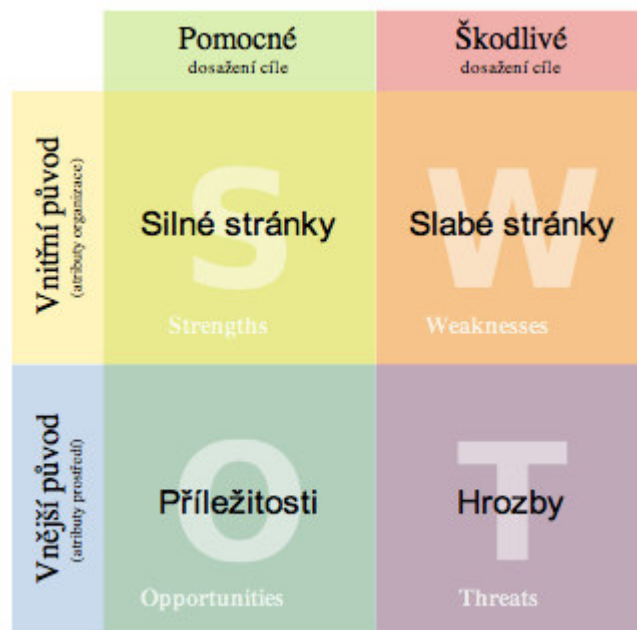 Pomocné
dosažení cíle
Škodlivé
dosažení cíle
Vnitřní původ
(atributy organizace)
S
Silné stránky
Strengths
W
Slabé stránky
Weaknesses
Vnější původ
(atributy prostředí)
O
Příležitosti
Opportunities
T
Hrozby
Threats